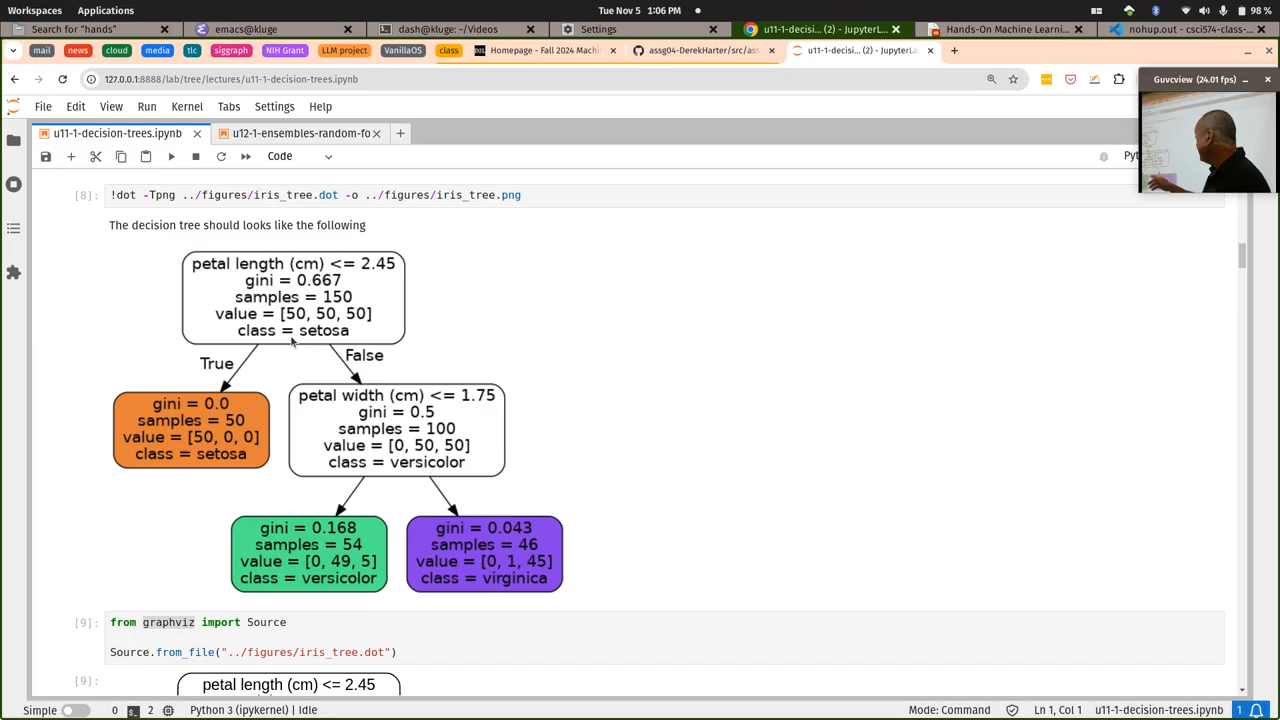 Workspaces Applications Tue Nov 5 1:06 PM 98 %
Search for "hands" emacs@kluge dash@kluge: ~/Videos Settings u11-1-decisi... (2) - JupyterLa Hands-On Machine Learnin... nohup.out - csci574-class-
mail news cloud media tlc siggraph NIH Grant LLM project VanillaOS class Homepage - Fall 2024 Machin assg04-DerekHarter/src/ass u11-1-decisi... (2) - JupyterLa
127.0.0.1:8888/lab/tree/lectures/u11-1-decision-trees.ipynb
Guvcview (24.01 fps)
File Edit View Run Kernel Tabs Settings Help
u11-1-decision-trees.ipynb u12-1-ensembles-random-fo
Code
[8]: !dot -Tpng ../figures/iris_tree.dot -o ../figures/iris_tree.png
The decision tree should looks like the following
petal length (cm) <= 2.45
gini = 0.667
samples = 150
value = [50, 50, 50]
class = setosa
True
False
gini = 0.0
samples = 50
value = [50, 0, 0]
class = setosa
petal width (cm) <= 1.75
gini = 0.5
samples = 100
value = [0, 50, 50]
class = versicolor
gini = 0.168
samples = 54
value = [0, 49, 5]
class = versicolor
gini = 0.043
samples = 46
value = [0, 1, 45]
class = virginica
[9]: from graphviz import Source
Source.from_file("../figures/iris_tree.dot")
[9]: petal length (cm) <= 2.45
Simple 0 2 Python 3 (ipykernel) | Idle Mode: Command Ln 1, Col 1 u11-1-decision-trees.ipynb 1